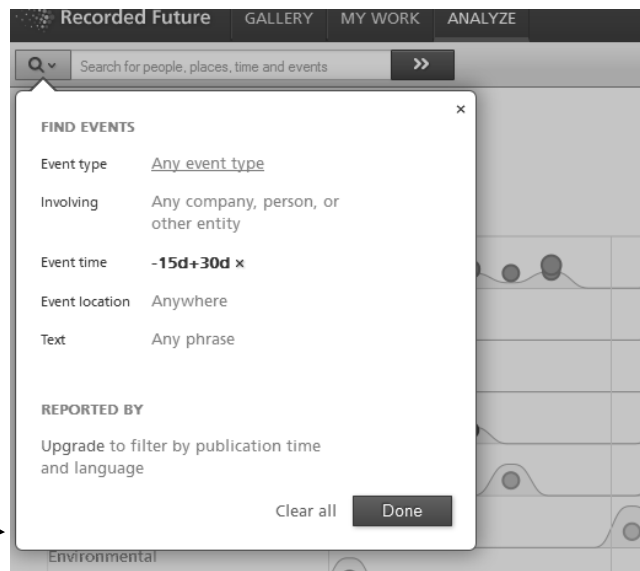 Recorded Future GALLERY MY WORK ANALYZE
Search for people, places, time and events »
×
FIND EVENTS
Event type Any event type
Involving Any company, person, or
other entity
Event time -15d+30d ×
Event location Anywhere
Text Any phrase
REPORTED BY
Upgrade to filter by publication time
and language
Clear all Done
Environmental